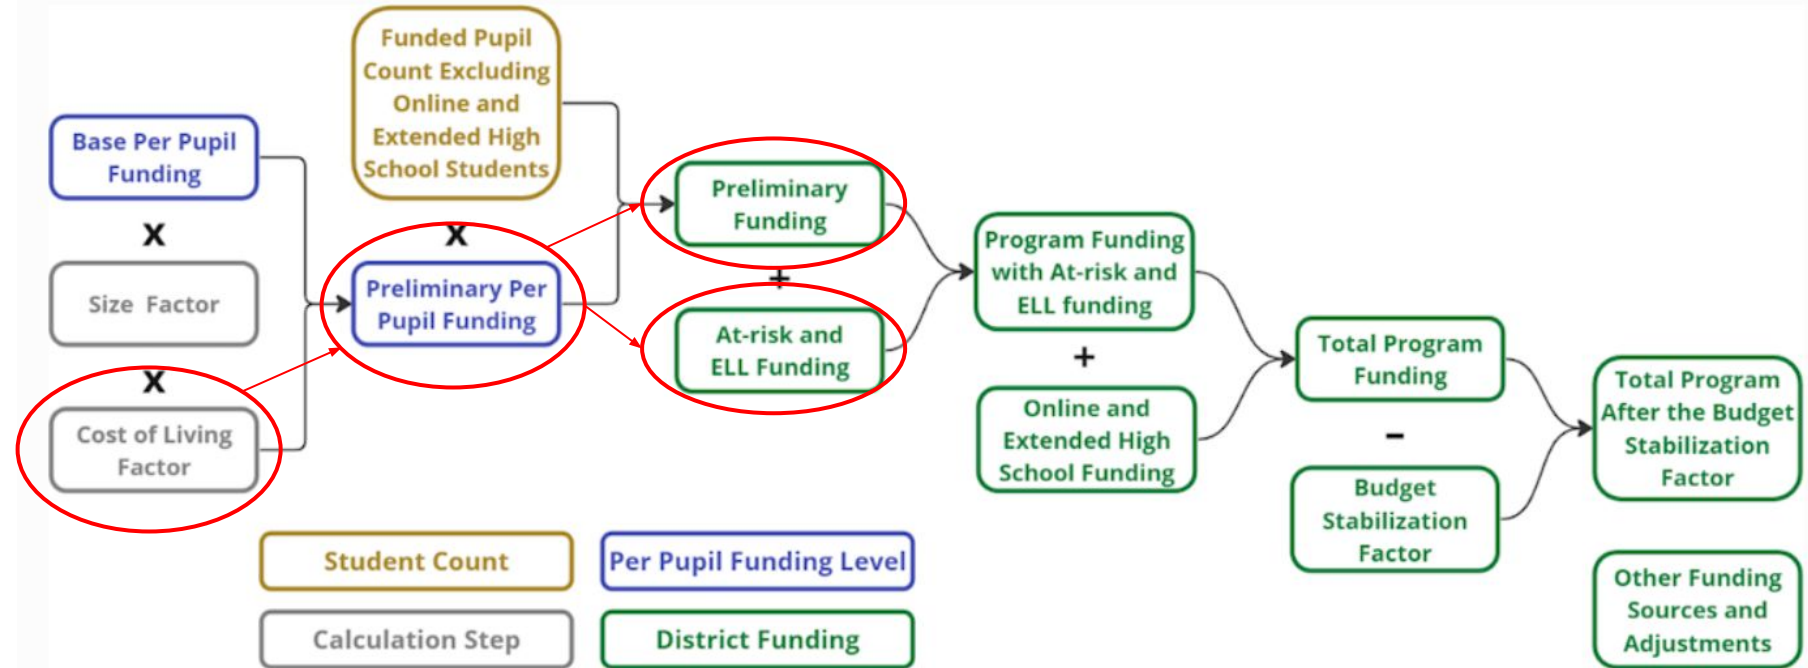 Funded Pupil
Count Excluding
Online and
Extended High
School Students
Base Per Pupil
Funding
X
Size Factor
X
Cost of Living
Factor
X
Preliminary Per
Pupil Funding
Preliminary
Funding
+
At-risk and
ELL Funding
Program Funding
with At-risk and
ELL funding
+
Online and
Extended High
School Funding
Total Program
Funding
–
Budget
Stabilization
Factor
Total Program
After the Budget
Stabilization
Factor
Other Funding
Sources and
Adjustments
Student Count
Per Pupil Funding Level
Calculation Step
District Funding